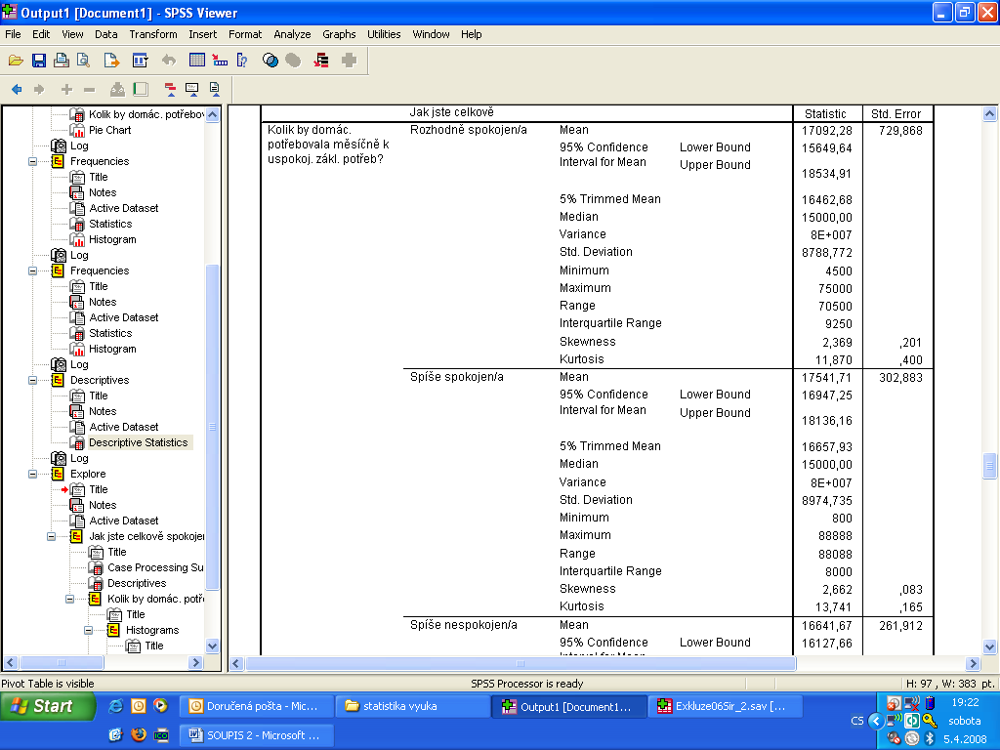 Output1 [Document1] - SPSS Viewer
File Edit View Data Transform Insert Format Analyze Graphs Utilities Window Help
Kolik by domác. potřebov
Pie Chart
Log
Frequencies
Title
Notes
Active Dataset
Statistics
Histogram
Log
Frequencies
Title
Notes
Active Dataset
Statistics
Histogram
Log
Descriptives
Title
Notes
Active Dataset
Descriptive Statistics
Log
Explore
Title
Notes
Active Dataset
Jak jste celkově spokojen
Title
Case Processing Su
Descriptives
Kolik by domác. potře
Title
Histograms
Title
Jak jste celkově Statistic Std. Error
Kolik by domác. potřebovala měsíčně k uspokoj. zákl. potřeb?
Rozhodně spokojen/a Mean 17092,28 729,868
95% Confidence Interval for Mean Lower Bound 15649,64
Upper Bound 18534,91
5% Trimmed Mean 16462,68
Median 15000,00
Variance 8E+007
Std. Deviation 8788,772
Minimum 4500
Maximum 75000
Range 70500
Interquartile Range 9250
Skewness 2,369 ,201
Kurtosis 11,870 ,400
Spíše spokojen/a Mean 17541,71 302,883
95% Confidence Interval for Mean Lower Bound 16947,25
Upper Bound 18136,16
5% Trimmed Mean 16657,93
Median 15000,00
Variance 8E+007
Std. Deviation 8974,735
Minimum 800
Maximum 88888
Range 88088
Interquartile Range 8000
Skewness 2,662 ,083
Kurtosis 13,741 ,165
Spíše nespokojen/a Mean 16641,67 261,912
95% Confidence Lower Bound 16127,66
Interval for Mean
Pivot Table is visible SPSS Processor is ready H: 97 , W: 383 pt.
Start Doručená pošta - Mic... statistika vyuka Output1 [Document1... Exkluze065ir_2.sav [... CS 19:22
sobota
SOUPIS 2 - Microsoft ... 5.4.2008